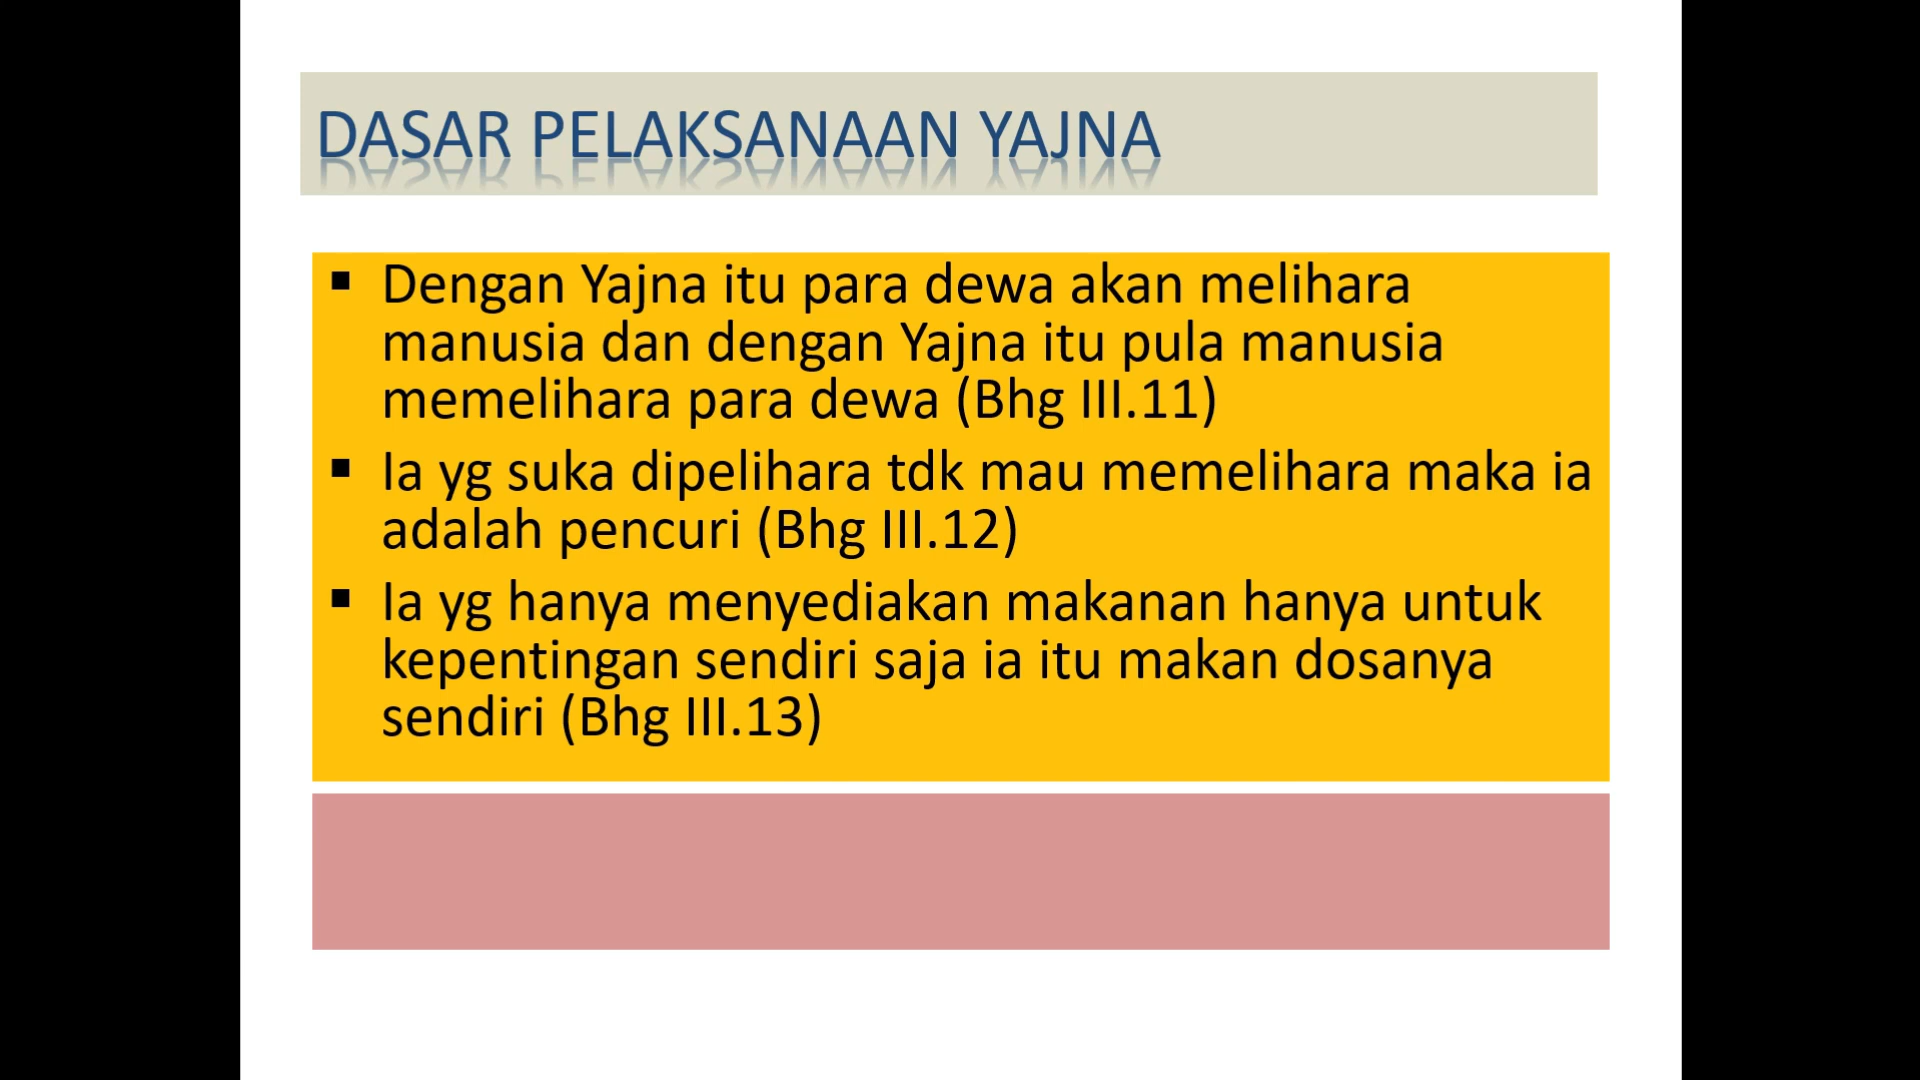 DASAR PELAKSANAAN YAJNA
▪ Dengan Yajna itu para dewa akan melihara
manusia dan dengan Yajna itu pula manusia
memelihara para dewa (Bhg III.11)
▪ Ia yg suka dipelihara tdk mau memelihara maka ia
adalah pencuri (Bhg III.12)
▪ Ia yg hanya menyediakan makanan hanya untuk
kepentingan sendiri saja ia itu makan dosanya
sendiri (Bhg III.13)